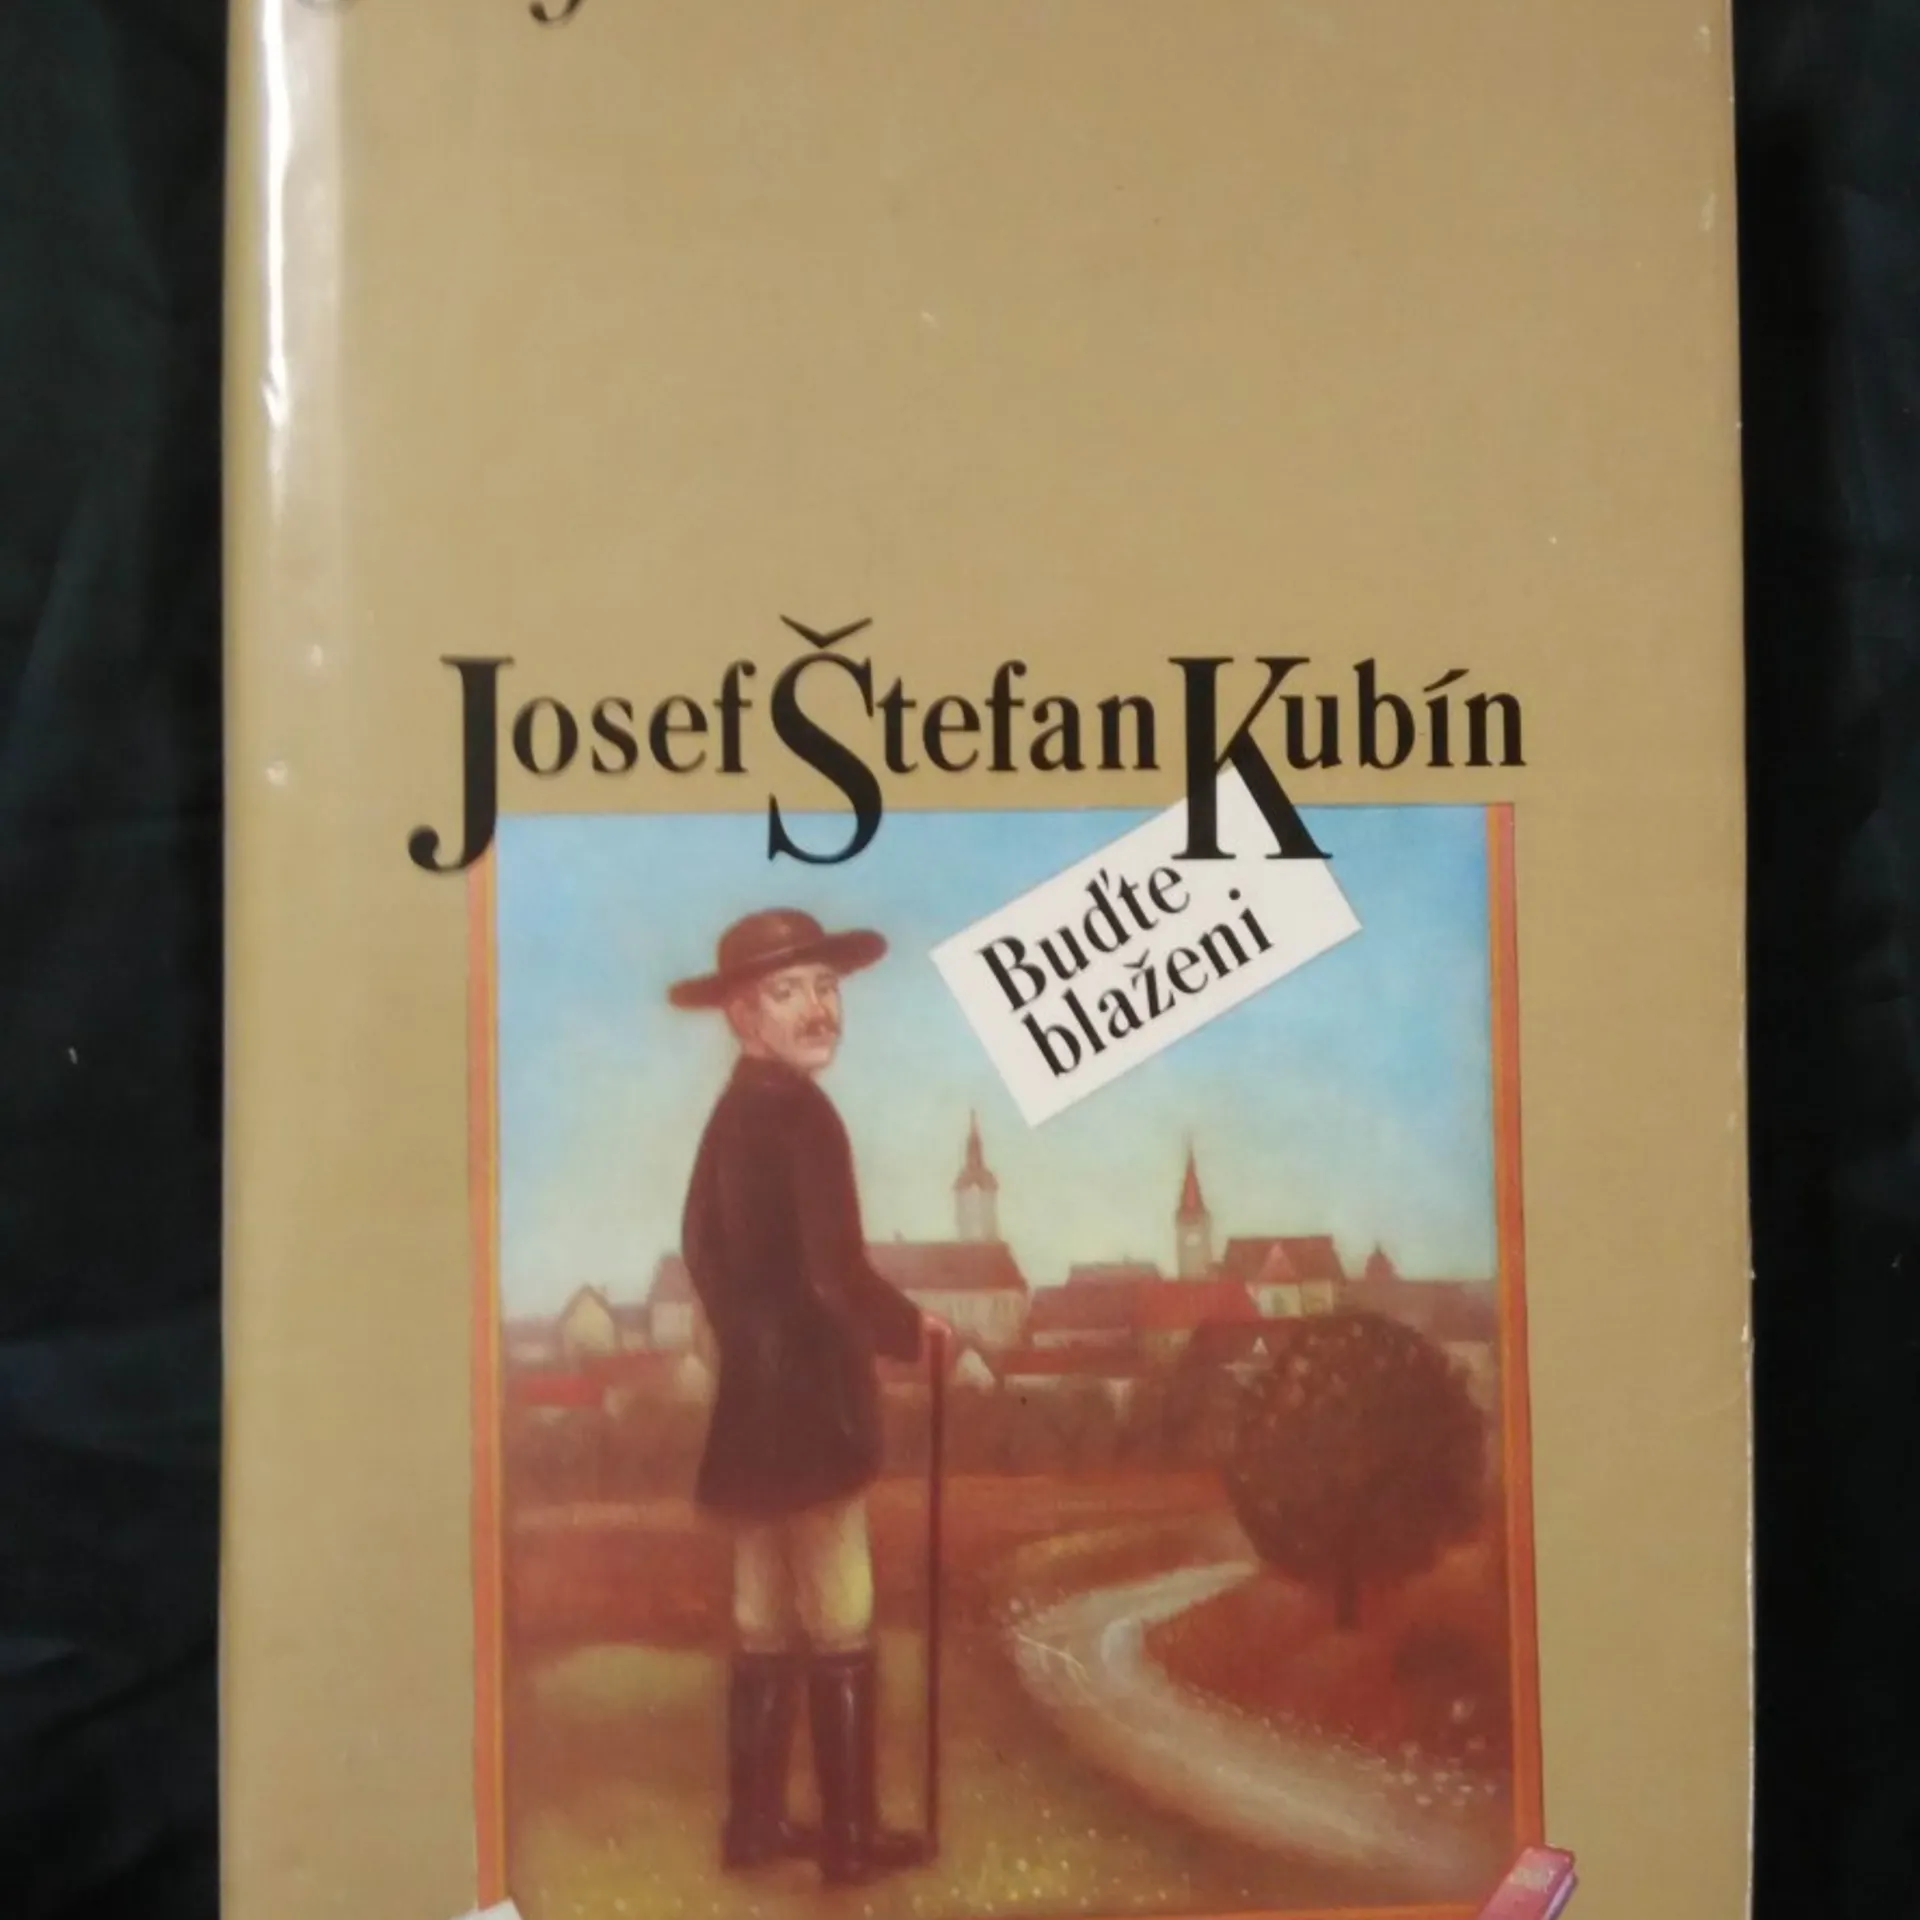 Josef Štefan Kubín
Buďte
blaženi